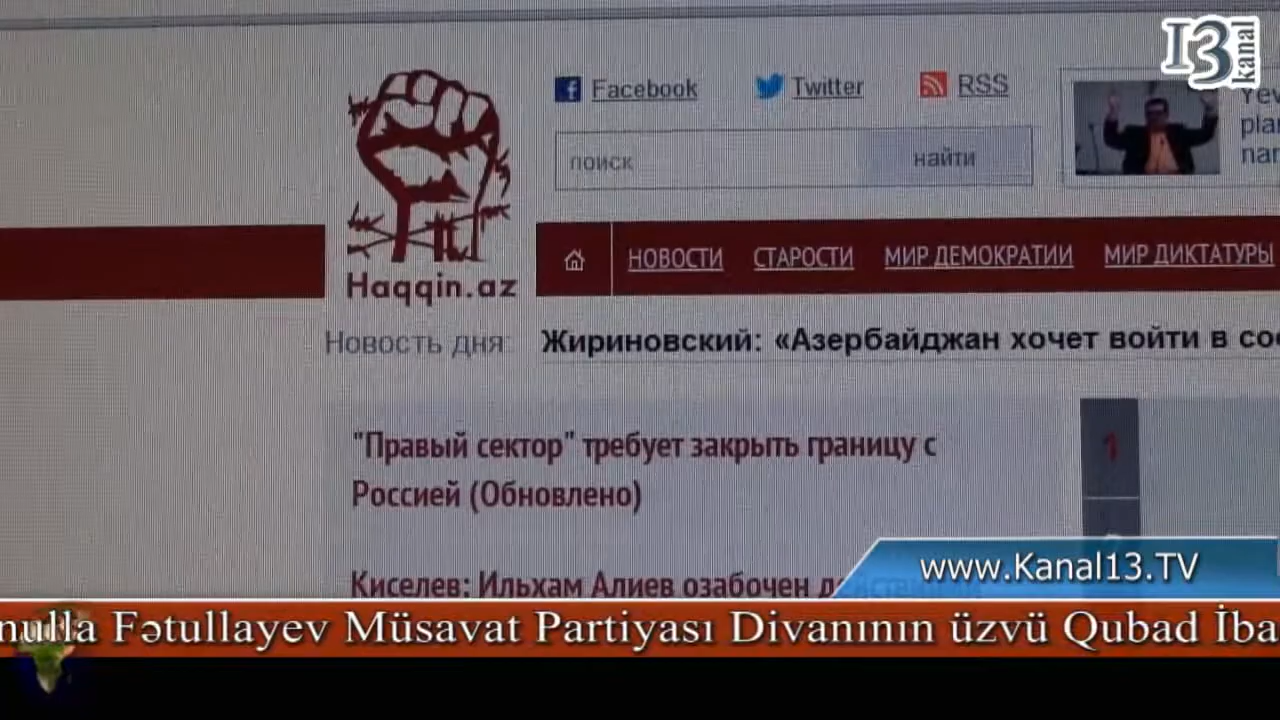 13 kanal
Facebook Twitter RSS
поиск найти
Haqqin.az
НОВОСТИ СТАРОСТИ МИР ДЕМОКРАТИИ МИР ДИКТАТУРЫ
Новость дня: Жириновский: «Азербайджан хочет войти в
"Правый сектор" требует закрыть границу с
Россией (Обновлено)
1
Киселев: Ильхам Алиев озабочен
www.Kanal13.TV
Fətullayev Müsavat Partiyası Divanının üzvü Qubad